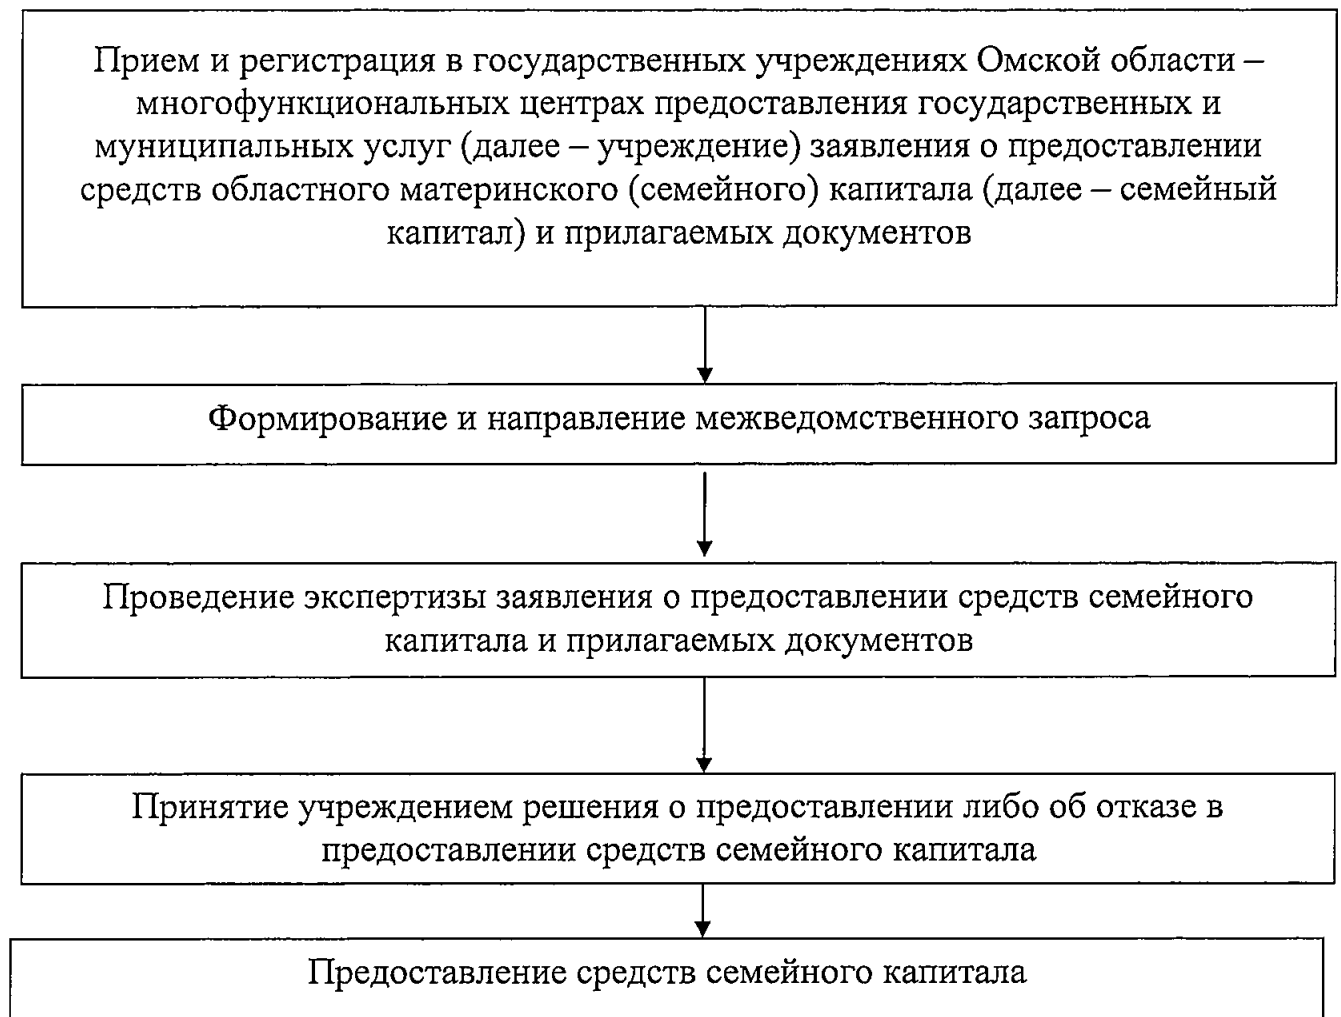 Прием и регистрация в государственных учреждениях Омской области –
многофункциональных центрах предоставления государственных и
муниципальных услуг (далее – учреждение) заявления о предоставлении
средств областного материнского (семейного) капитала (далее – семейный
капитал) и прилагаемых документов
Формирование и направление межведомственного запроса
Проведение экспертизы заявления о предоставлении средств семейного
капитала и прилагаемых документов
Принятие учреждением решения о предоставлении либо об отказе в
предоставлении средств семейного капитала
Предоставление средств семейного капитала